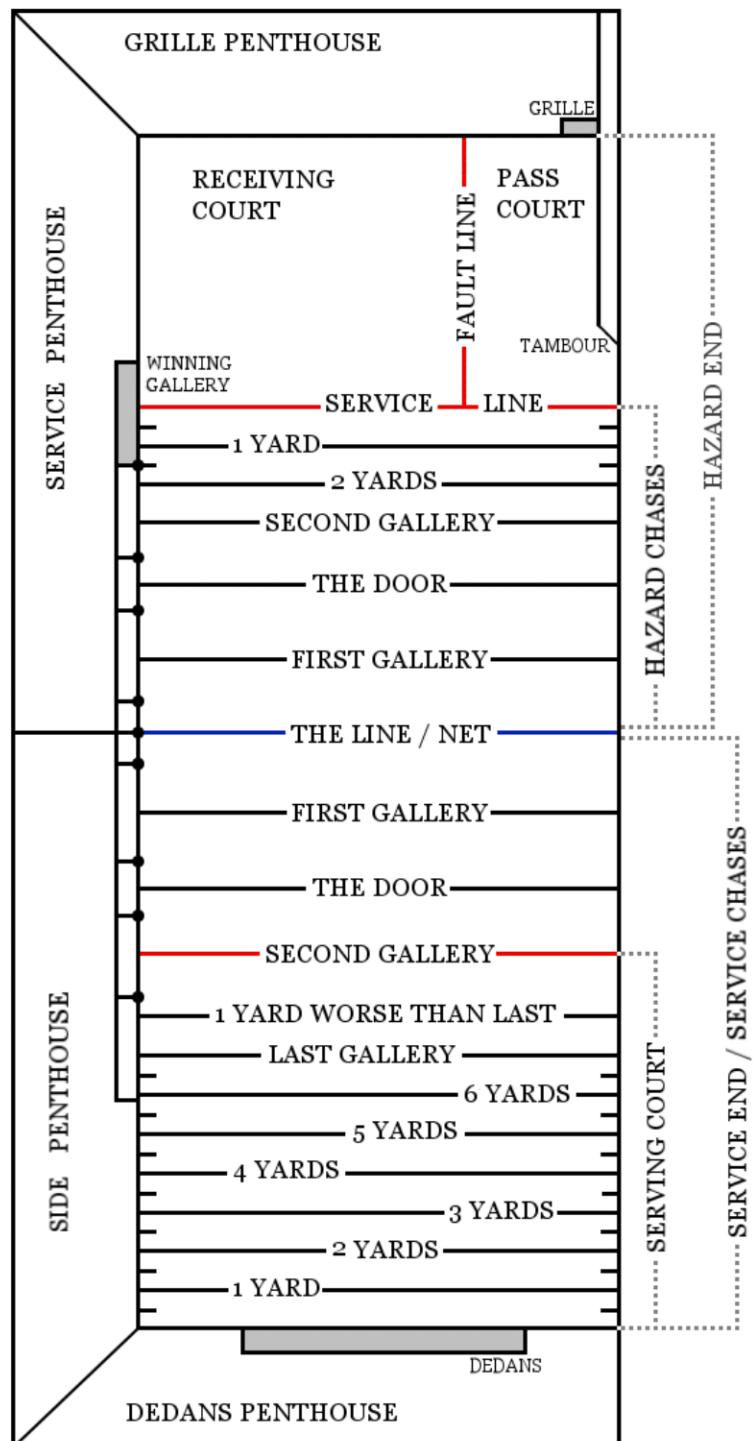 GRILLE PENTHOUSE
GRILLE
RECEIVING
COURT
PASS
COURT
FAULT LINE
TAMBOUR
SERVICE PENTHOUSE
WINNING
GALLERY
HAZARD END
SERVICE LINE
1 YARD
2 YARDS
SECOND GALLERY
THE DOOR
HAZARD CHASES
FIRST GALLERY
THE LINE / NET
FIRST GALLERY
THE DOOR
SECOND GALLERY
SERVICE END / SERVICE CHASES
1 YARD WORSE THAN LAST
LAST GALLERY
6 YARDS
SIDE PENTHOUSE
5 YARDS
SERVING COURT
4 YARDS
3 YARDS
2 YARDS
1 YARD
DEDANS
DEDANS PENTHOUSE